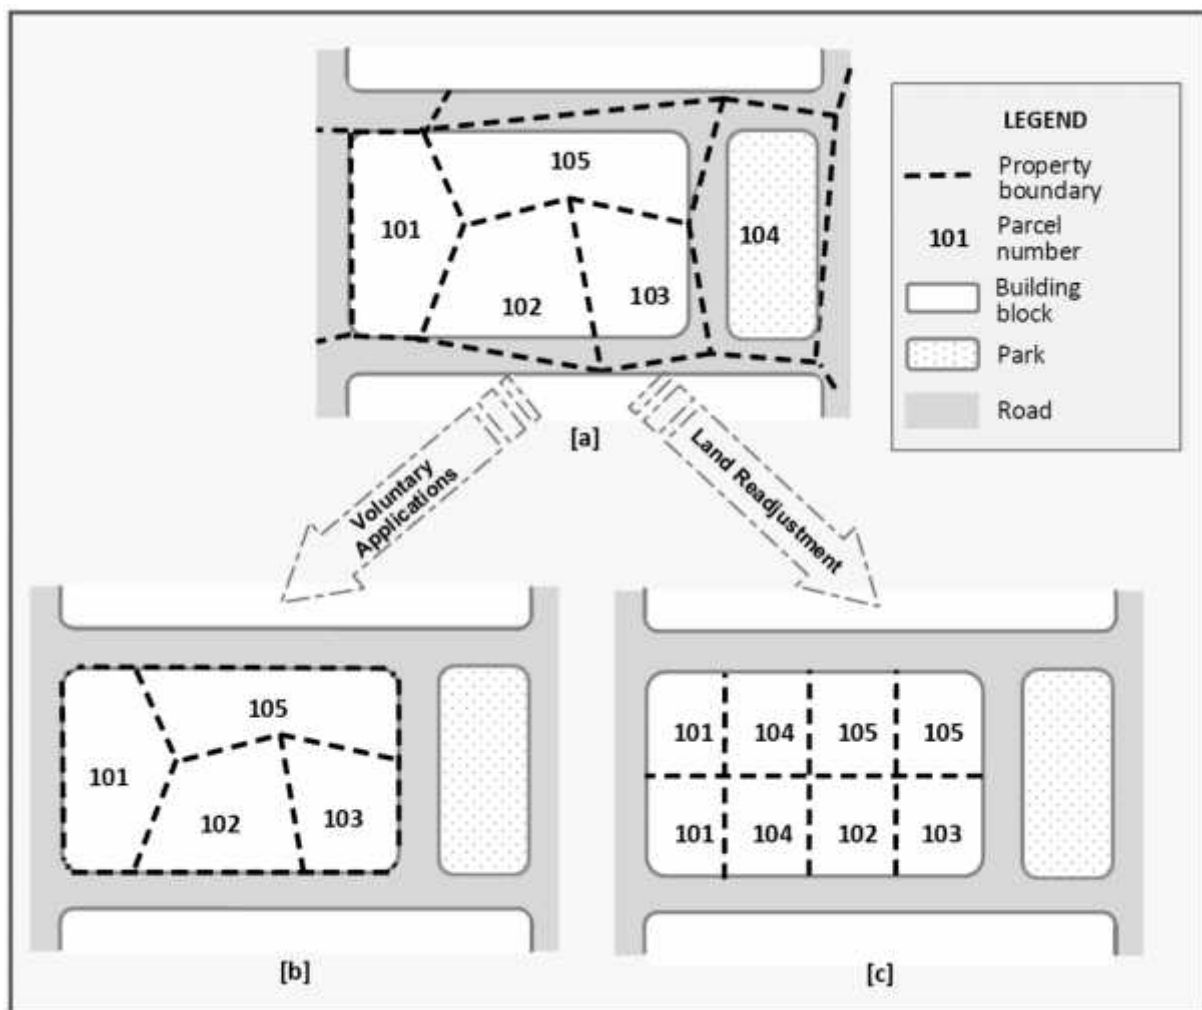 LEGEND
Property
boundary
101
Parcel
number
Building
block
Park
Road
105
101
104
102
103
[a]
Voluntary
Applications
Land Readjustment
105
101
102
103
[b]
101
104
105
105
101
104
102
103
[c]